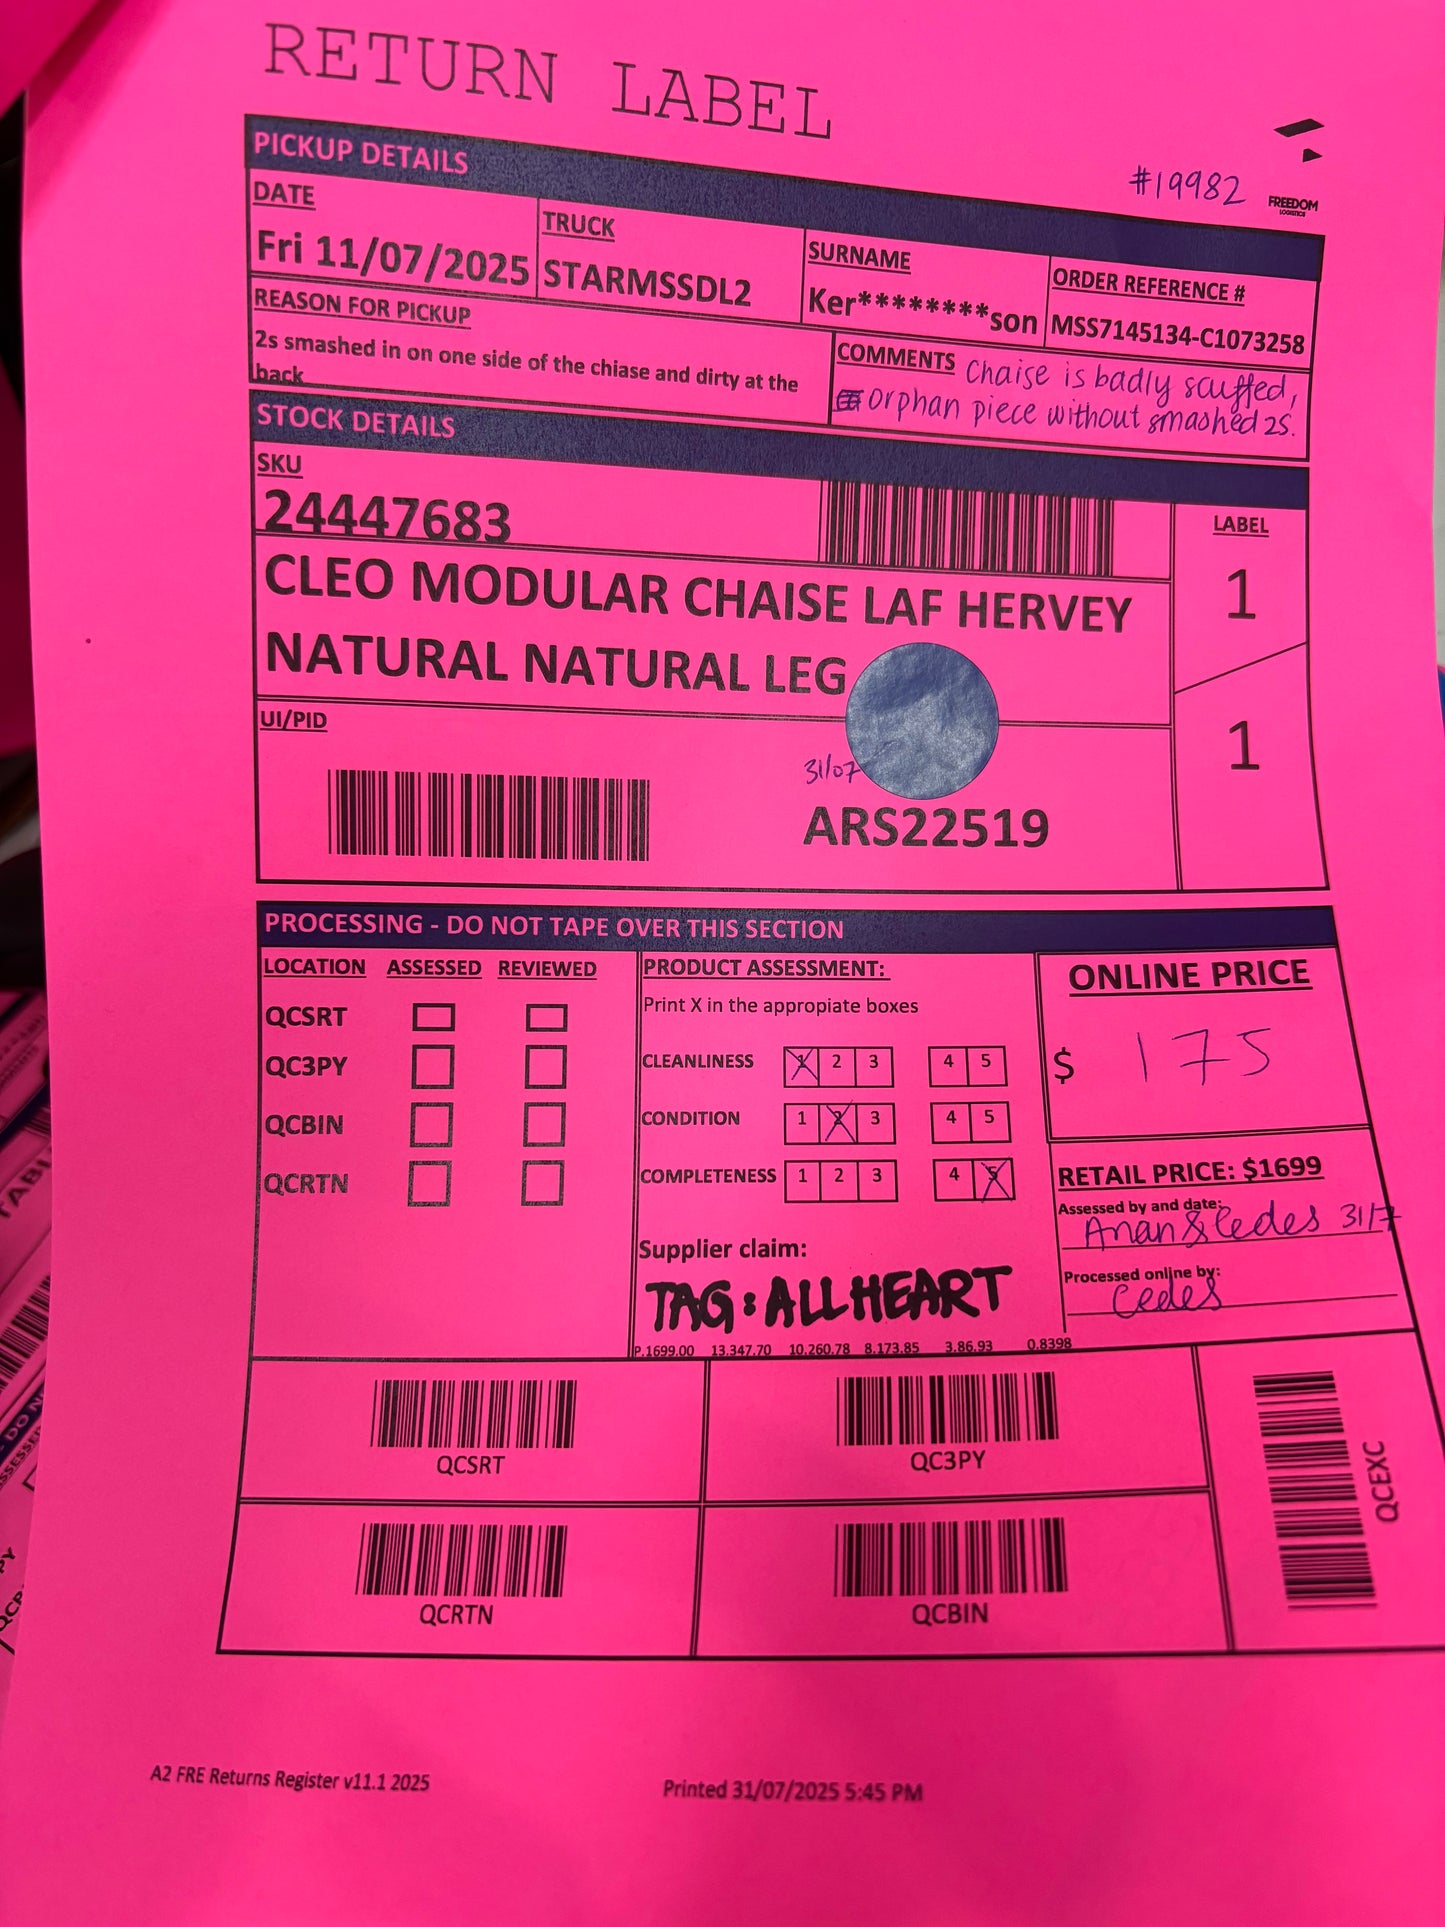 RETURN LABEL
#19982
FREEDOM
LOGISTICS
PICKUP DETAILS
DATE
Fri 11/07/2025
TRUCK
STARMSSDL2
SURNAME
Ker********son
ORDER REFERENCE #
MSS7145134-C1073258
REASON FOR PICKUP
2s smashed in on one side of the chiase and dirty at the
back
COMMENTS Chaise is badly scuffed,
orphan piece without smashed 2s.
STOCK DETAILS
SKU
24447683
LABEL
1
1
CLEO MODULAR CHAISE LAF HERVEY
NATURAL NATURAL LEG
UI/PID
31/07
ARS22519
PROCESSING - DO NOT TAPE OVER THIS SECTION
LOCATION ASSESSED REVIEWED
QCSRT
QC3PY
QCBIN
QCRTN
PRODUCT ASSESSMENT:
Print X in the appropiate boxes
CLEANLINESS 1 2 3 4 5
CONDITION 1 2 3 4 5
COMPLETENESS 1 2 3 4 5
Supplier claim:
TAG: ALLHEART
P.1699.00 13.347.70 10.260.78 8.173.85 3.86.93 0.8398
ONLINE PRICE
$ 175
RETAIL PRICE: $1699
Assessed by and date:
Anan & Cedes 31/7
Processed online by:
Cedes
QCSRT
QC3PY
QCEXC
QCRTN
QCBIN
A2 FRE Returns Register v11.1 2025
Printed 31/07/2025 5:45 PM